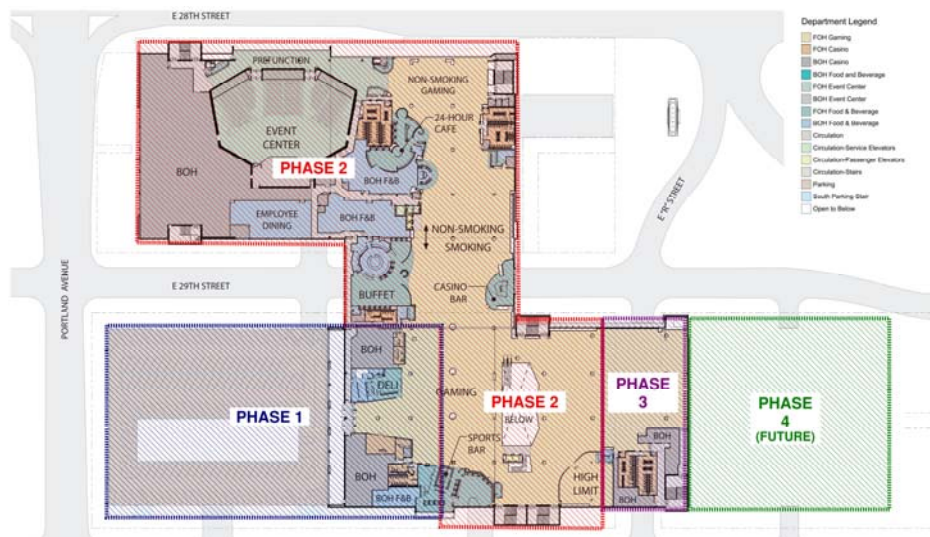 E 28TH STREET
Department Legend
FOH Gaming
FOH Casino
BOH Casino
BOH Food and Beverage
FOH Event Center
BOH Event Center
FOH Food & Beverage
BOH Food & Beverage
Circulation
Circulation-Service Elevators
Circulation-Passenger Elevators
Circulation-Stairs
Parking
South Parking Stair
Open to Below
PREFUNCTION
NON-SMOKING
GAMING
24-HOUR
CAFE
EVENT
CENTER
PHASE 2
BOH
BOH F&B
EMPLOYEE
DINING
BOH F&B
NON-SMOKING
SMOKING
E "R" STREET
PORTLAND AVENUE
E 29TH STREET
BUFFET
CASINO
BAR
BOH
DELI
GAMING
PHASE 1
PHASE 2
BELOW
PHASE
3
PHASE
4
(FUTURE)
SPORTS
BAR
BOH
BOH
BOH F&B
HIGH
LIMIT
BOH